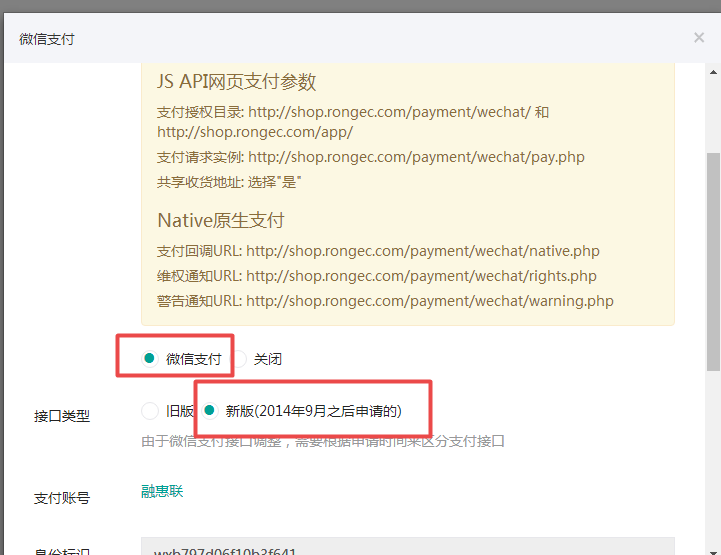 微信支付
×
JS API网页支付参数
支付授权目录: http://shop.rongec.com/payment/wechat/ 和
http://shop.rongec.com/app/
支付请求实例: http://shop.rongec.com/payment/wechat/pay.php
共享收货地址: 选择"是"
Native原生支付
支付回调URL: http://shop.rongec.com/payment/wechat/native.php
维权通知URL: http://shop.rongec.com/payment/wechat/rights.php
警告通知URL: http://shop.rongec.com/payment/wechat/warning.php
微信支付 关闭
接口类型 旧版 新版(2014年9月之后申请的)
由于微信支付接口调整，需要根据申请时间来区分支付接口
支付账号 融惠联
身份标识 wxb797d06f10b3f641